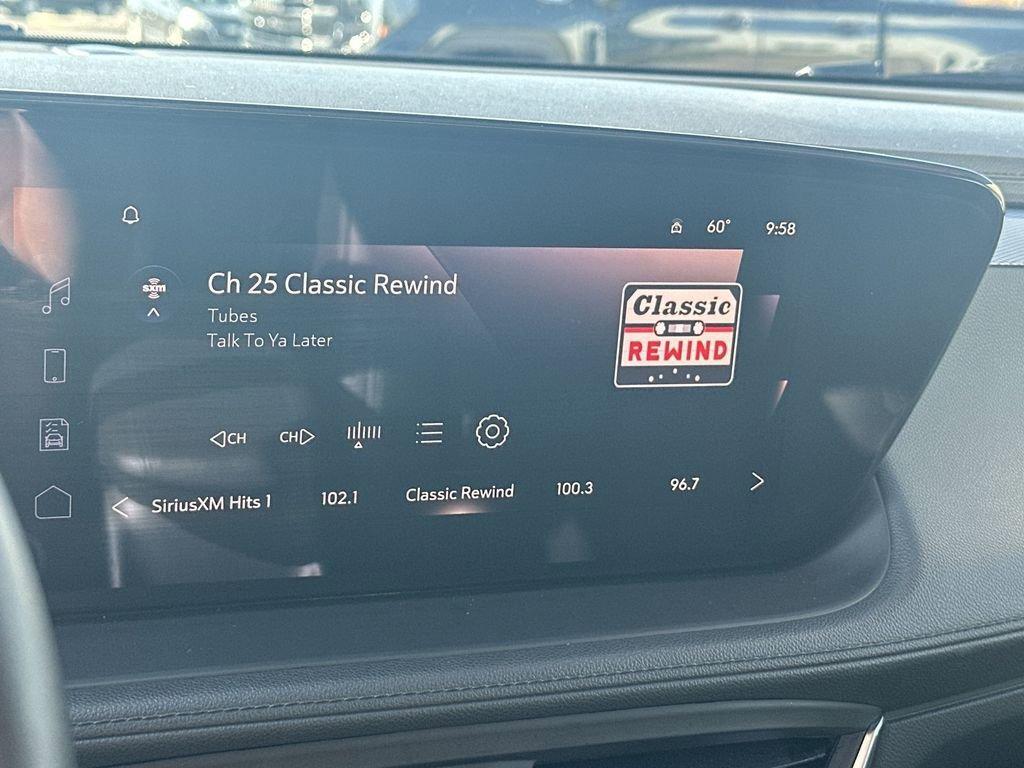 60° 9:58
sxm
Ch 25 Classic Rewind
Tubes
Talk To Ya Later
Classic
REWIND
CH CH
SiriusXM Hits 1 102.1 Classic Rewind 100.3 96.7